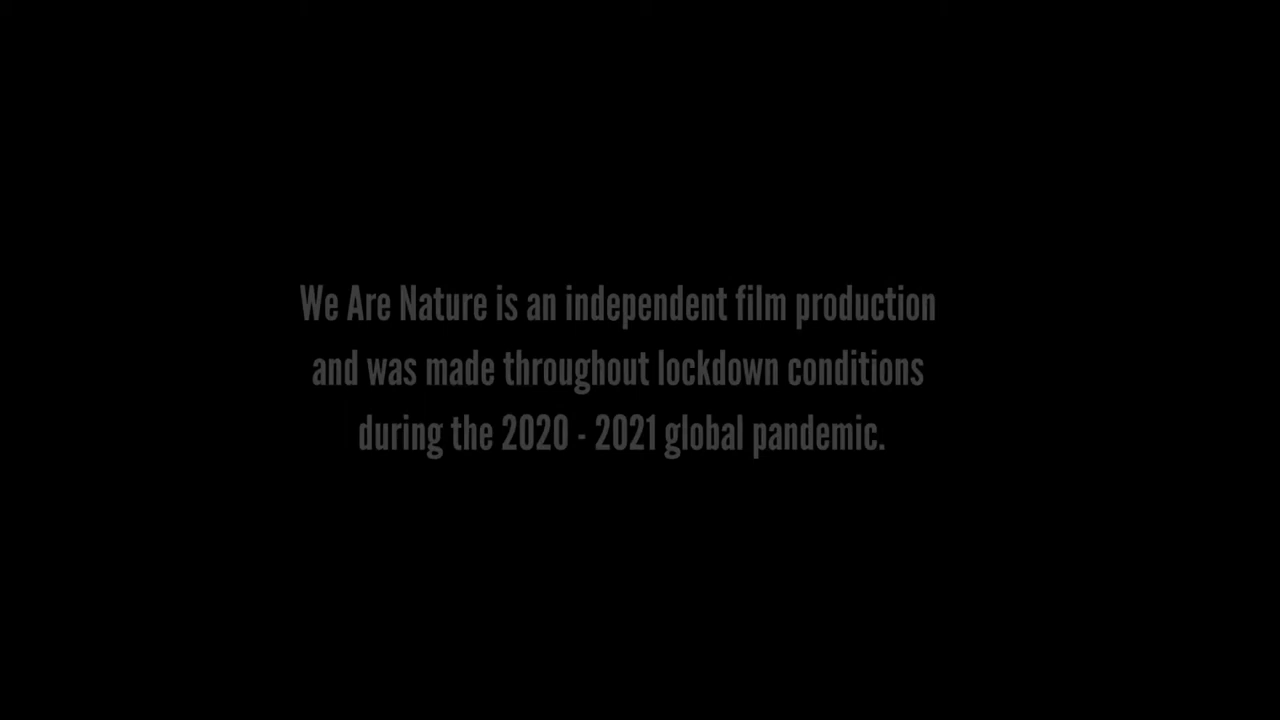 We Are Nature is an independent film production
and was made throughout lockdown conditions
during the 2020 - 2021 global pandemic.